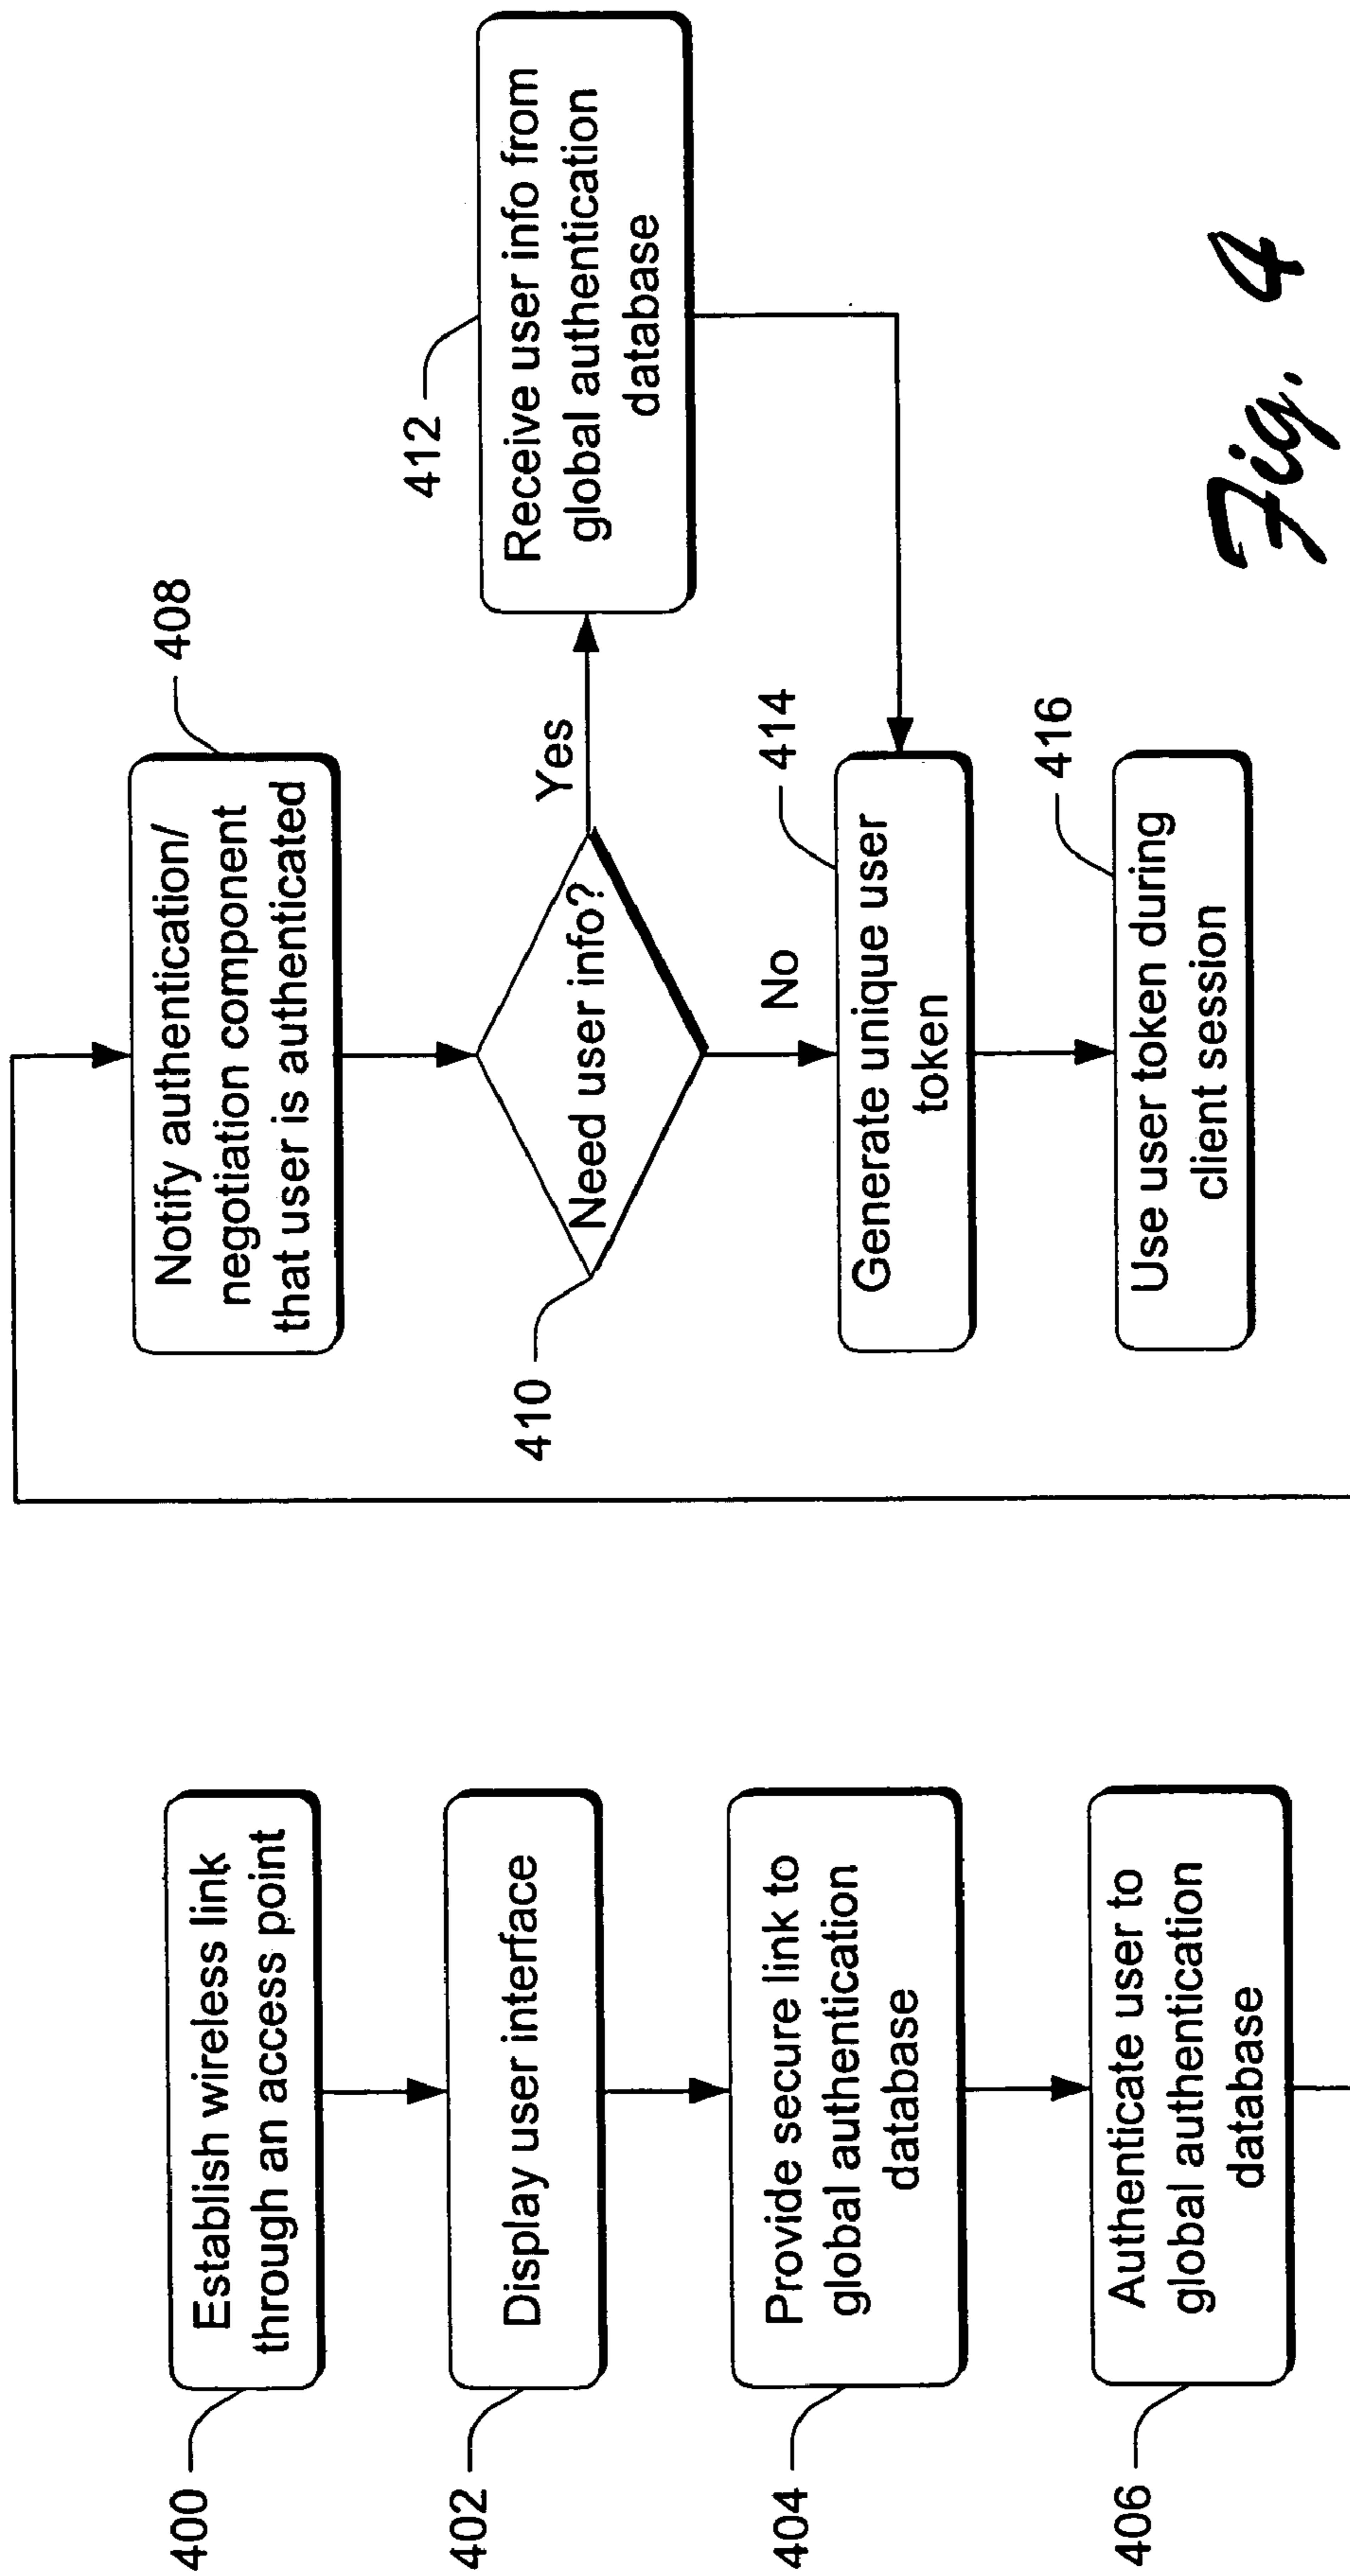 400
Establish wireless link
through an access point
402
Display user interface
404
Provide secure link to
global authentication
database
406
Authenticate user to
global authentication
database
408
Notify authentication/
negotiation component
that user is authenticated
410
Need user info?
Yes
412
Receive user info from
global authentication
database
No
414
Generate unique user
token
416
Use user token during
client session
Fig. 4